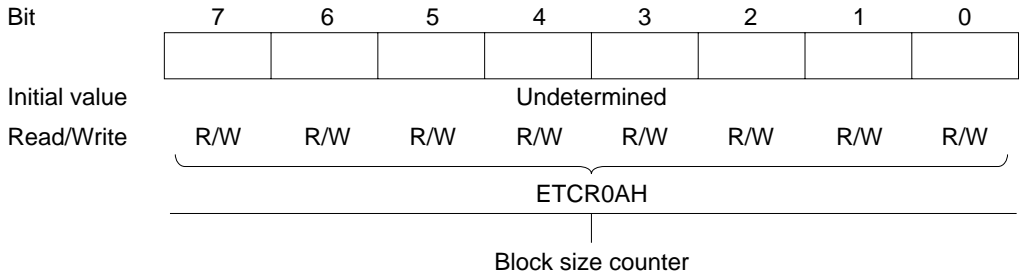 Bit 7 6 5 4 3 2 1 0
Initial value Undetermined
Read/Write R/W R/W R/W R/W R/W R/W R/W R/W
ETCR0AH
Block size counter